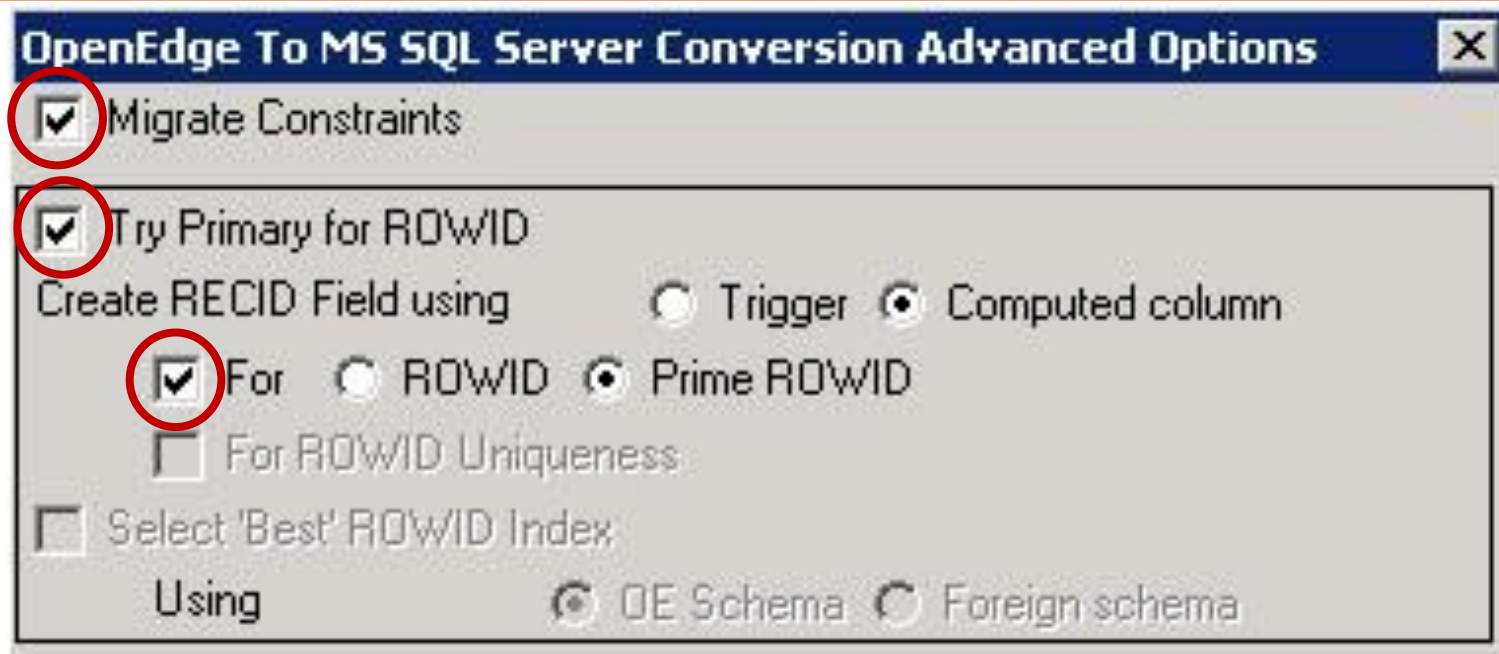 OpenEdge To MS SQL Server Conversion Advanced Options
Migrate Constraints
Try Primary for ROWID
Create RECID Field using Trigger Computed column
For ROWID Prime ROWID
For ROWID Uniqueness
Select 'Best' ROWID Index
Using OE Schema Foreign schema